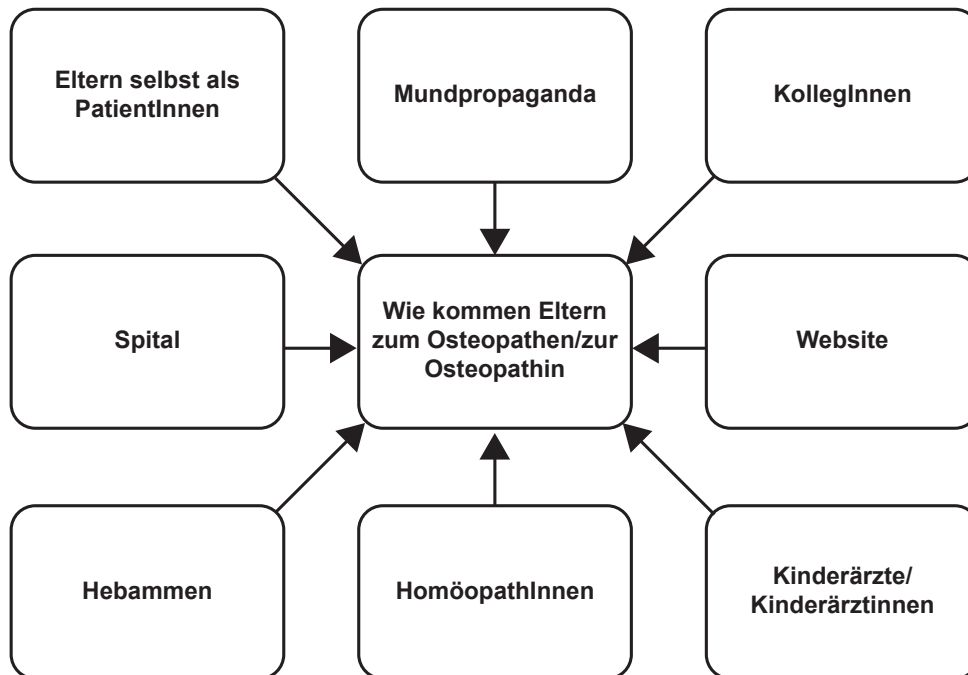 Eltern selbst als
PatientInnen
Mundpropaganda
KollegInnen
Spital
Wie kommen Eltern
zum Osteopathen/zur
Osteopathin
Website
Hebammen
HomöopathInnen
Kinderärzte/
Kinderärztinnen